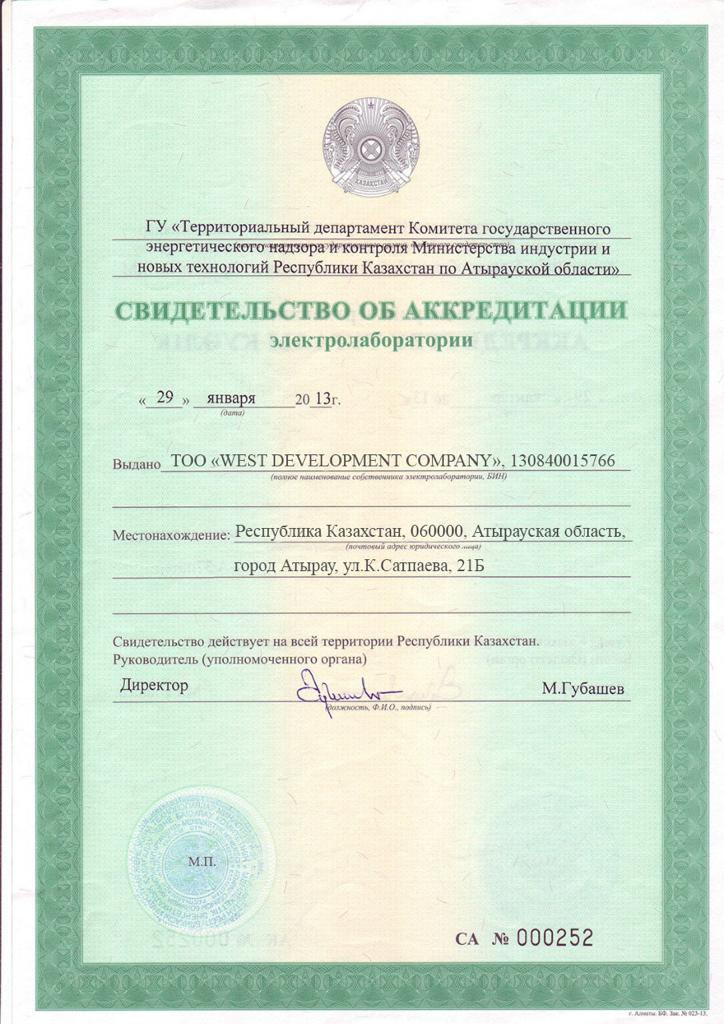 КАЗАХСТАН
ГУ «Территориальный департамент Комитета государственного
энергетического надзора и контроля Министерства индустрии и
новых технологий Республики Казахстан по Атырауской области»
СВИДЕТЕЛЬСТВО ОБ АККРЕДИТАЦИИ
электролаборатории
« 29 » января 20 13г.
(дата)
Выдано ТОО «WEST DEVELOPMENT COMPANY», 130840015766
(полное наименование собственника электролаборатории, БИН)
Местонахождение: Республика Казахстан, 060000, Атырауская область,
(почтовый адрес юридического лица)
город Атырау, ул.К.Сатпаева, 21Б
Свидетельство действует на всей территории Республики Казахстан.
Руководитель (уполномоченного органа)
Директор М.Губашев
(должность, Ф.И.О., подпись)
М.П.
СА № 000252
г. Алматы. БФ. Зак. № 023-13.